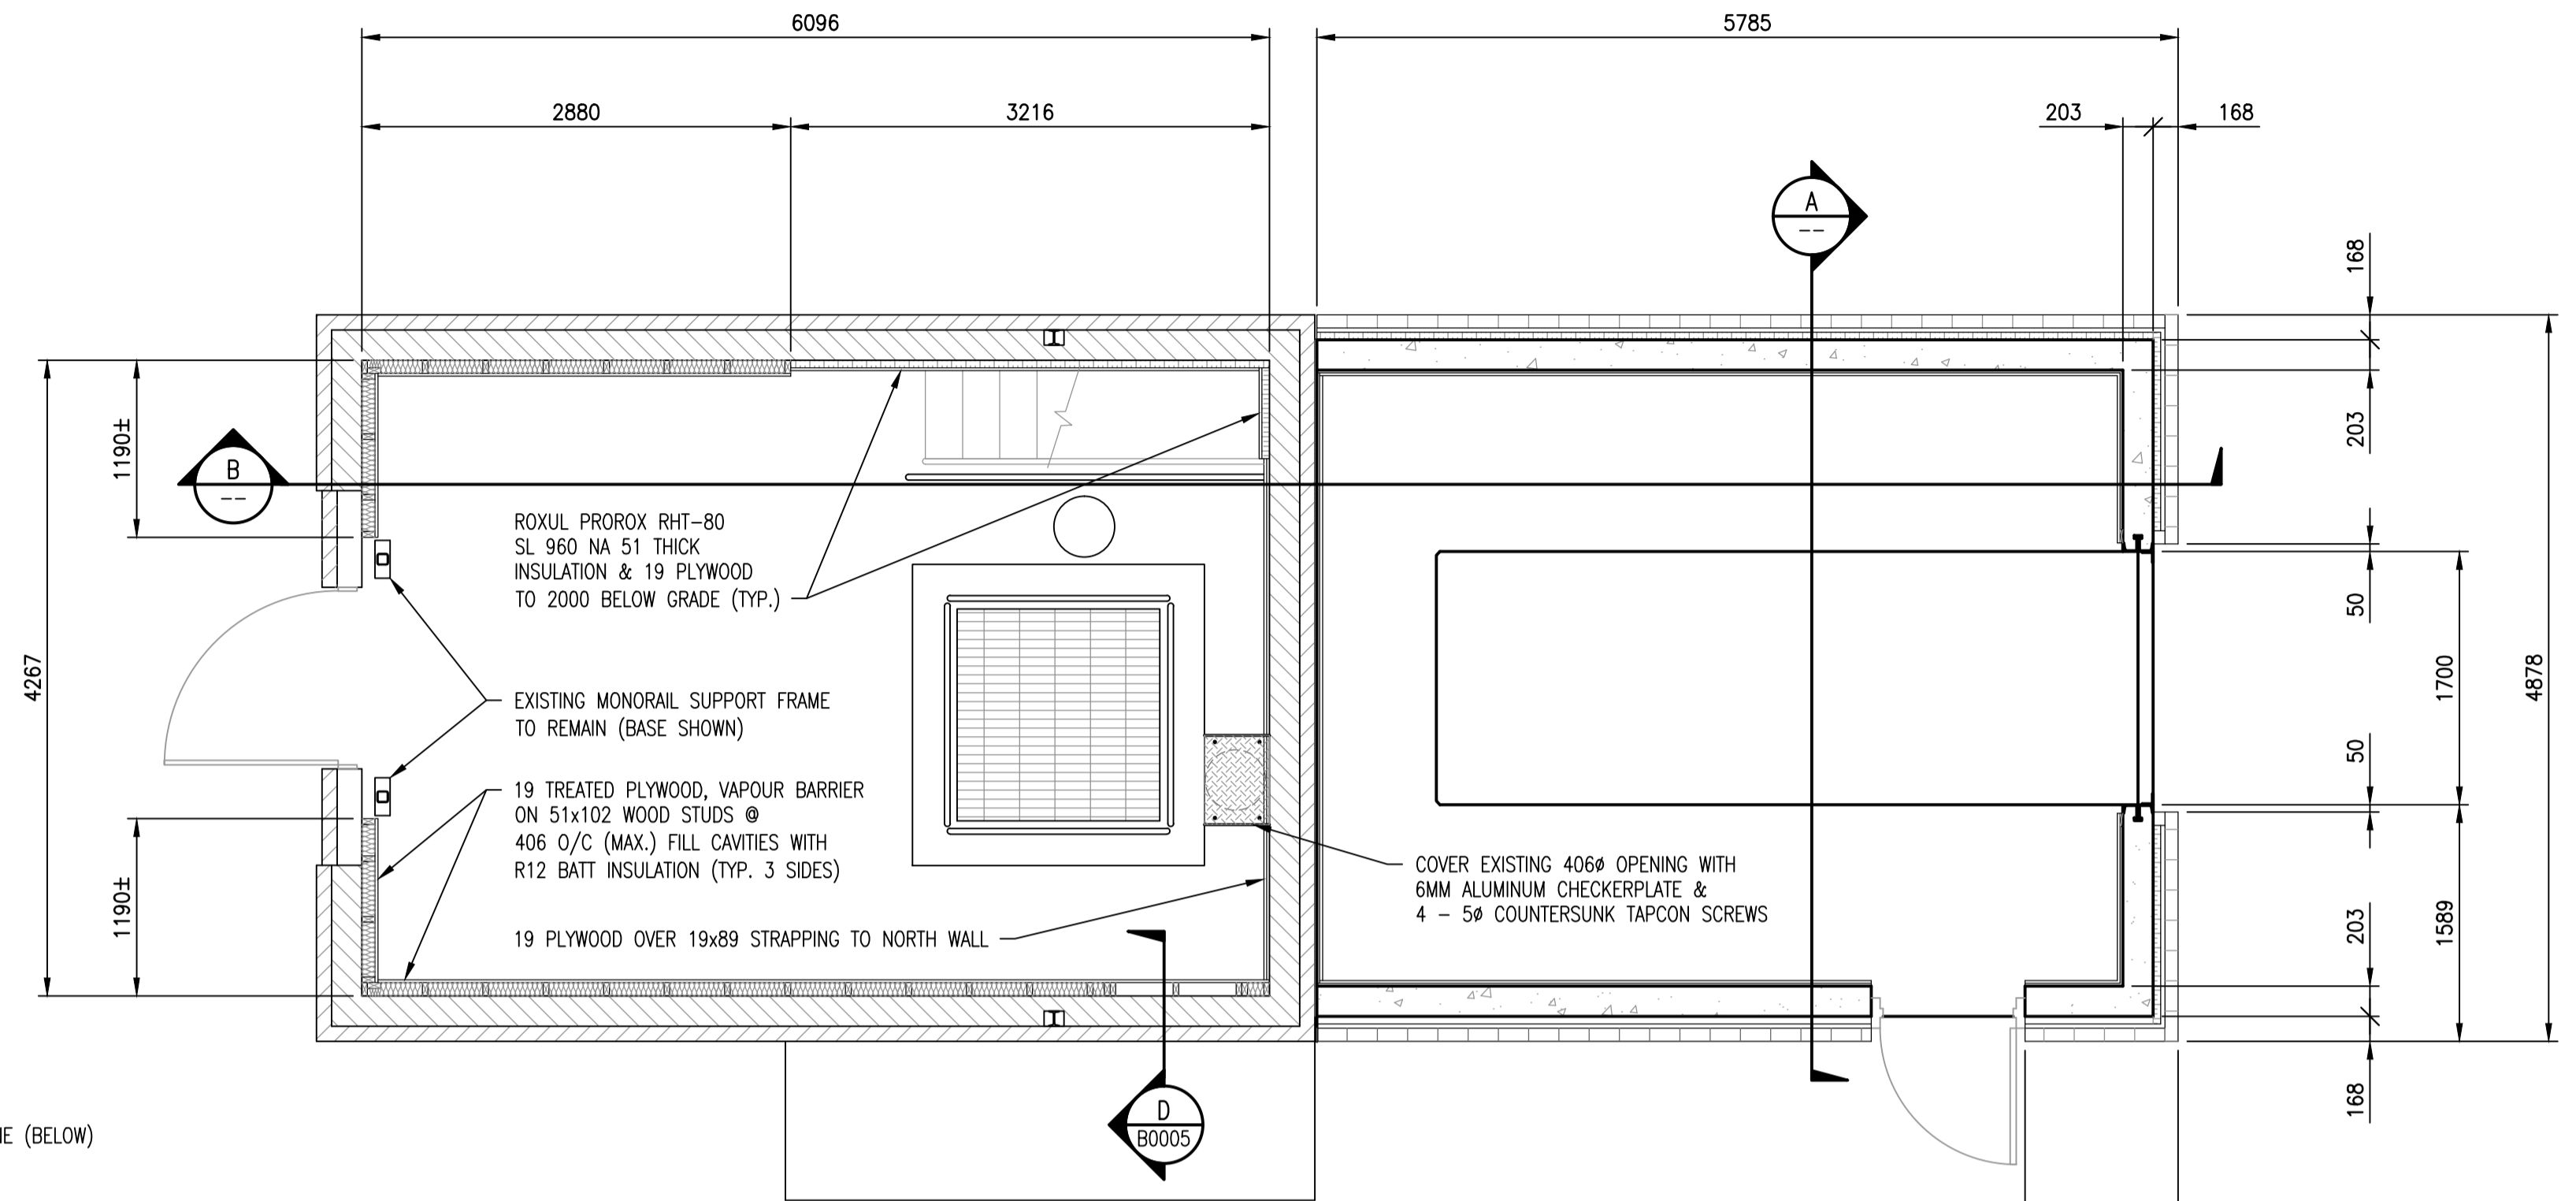 6096
5785
2880
3216
203
168
A
--
168
203
1190±
B
--
ROXUL PROROX RHT-80
SL 960 NA 51 THICK
INSULATION & 19 PLYWOOD
TO 2000 BELOW GRADE (TYP.)
50
4267
EXISTING MONORAIL SUPPORT FRAME
TO REMAIN (BASE SHOWN)
1700
4878
50
19 TREATED PLYWOOD, VAPOUR BARRIER
ON 51x102 WOOD STUDS @
406 O/C (MAX.) FILL CAVITIES WITH
R12 BATT INSULATION (TYP. 3 SIDES)
COVER EXISTING 406ø OPENING WITH
6MM ALUMINUM CHECKERPLATE &
4 - 5ø COUNTERSUNK TAPCON SCREWS
1190±
19 PLYWOOD OVER 19x89 STRAPPING TO NORTH WALL
203
1589
168
D
B0005
(BELOW)